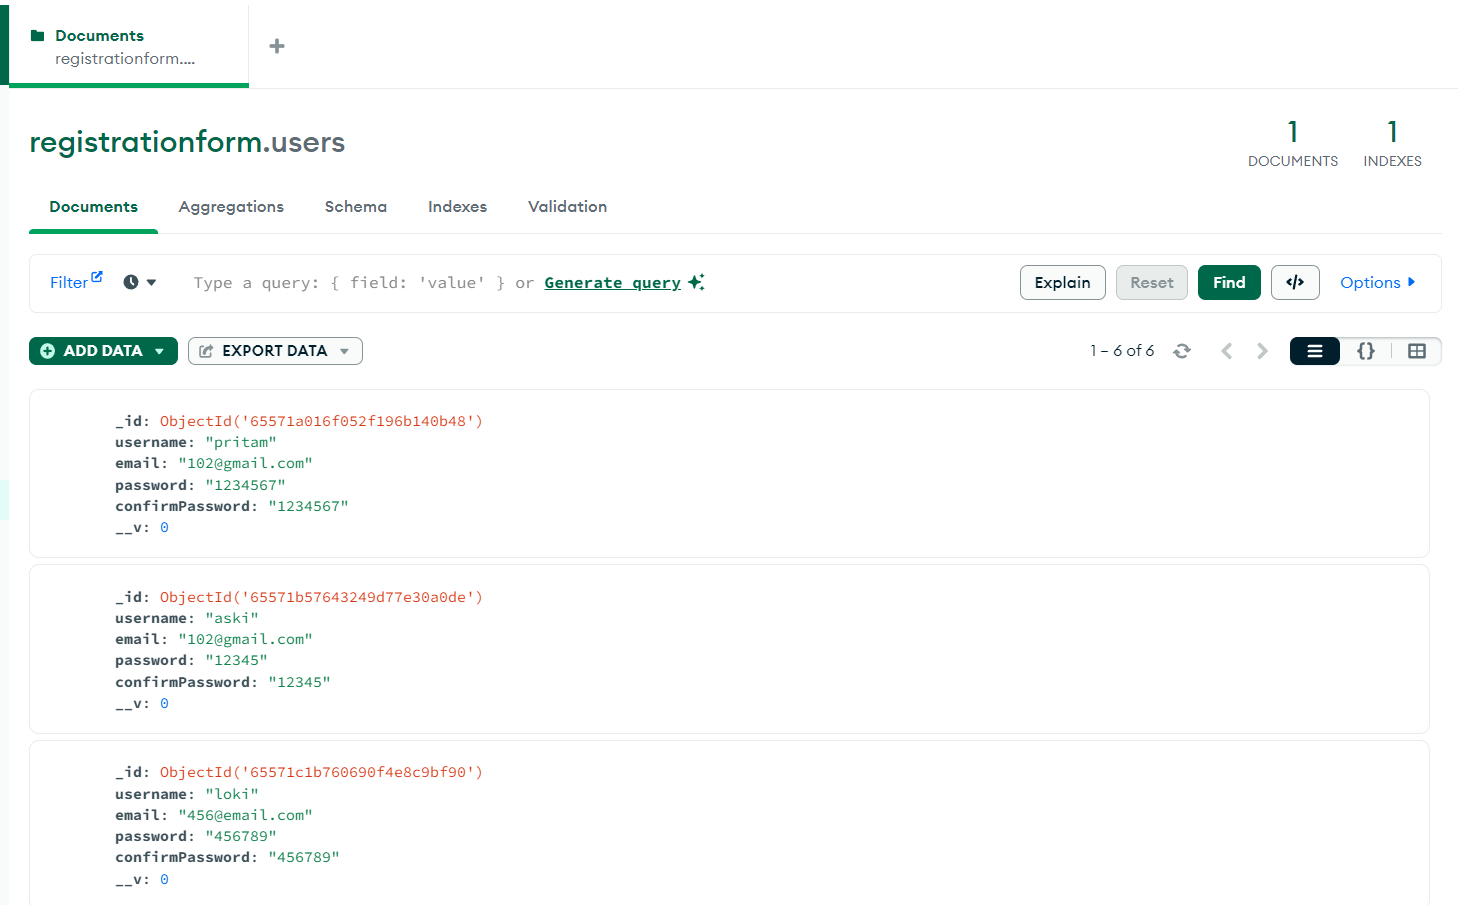 Documents
registrationform....
registrationform.users
1 DOCUMENTS
1 INDEXES
Documents Aggregations Schema Indexes Validation
Filter Type a query: { field: 'value' } or Generate query Explain Reset Find </> Options
ADD DATA EXPORT DATA 1 – 6 of 6 {}
_id: ObjectId('65571a016f052f196b140b48')
username: "pritam"
email: "102@gmail.com"
password: "1234567"
confirmPassword: "1234567"
__v: 0
_id: ObjectId('65571b57643249d77e30a0de')
username: "aski"
email: "102@gmail.com"
password: "12345"
confirmPassword: "12345"
__v: 0
_id: ObjectId('65571c1b760690f4e8c9bf90')
username: "loki"
email: "456@email.com"
password: "456789"
confirmPassword: "456789"
__v: 0